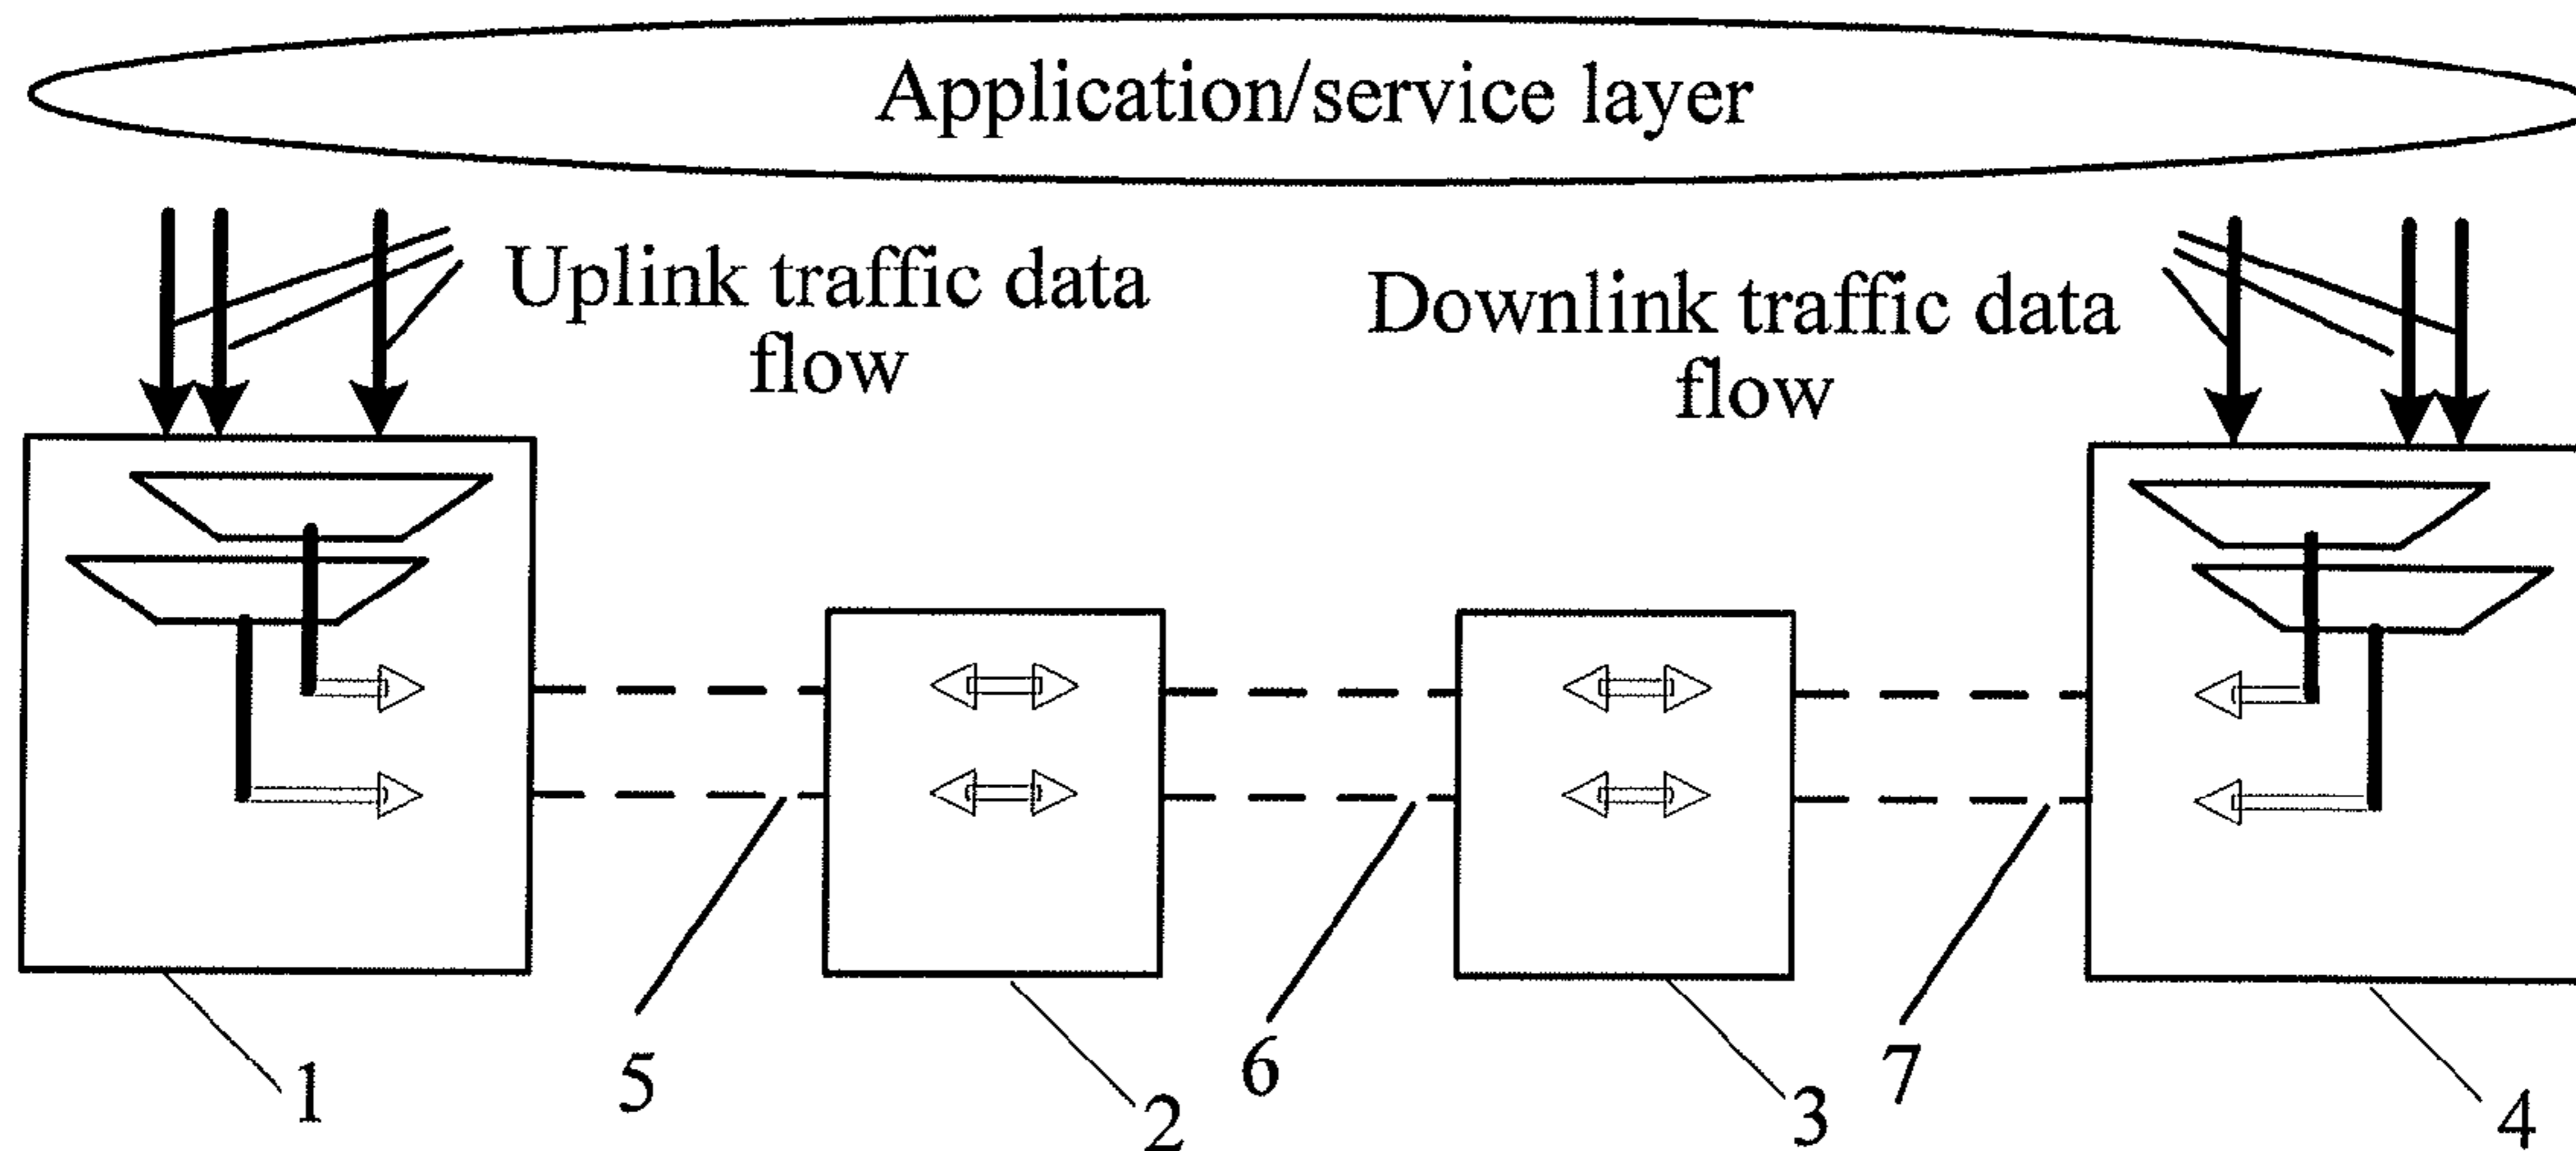 Application/service layer
Uplink traffic data
flow
Downlink traffic data
flow
1
5
2
6
3
7
4